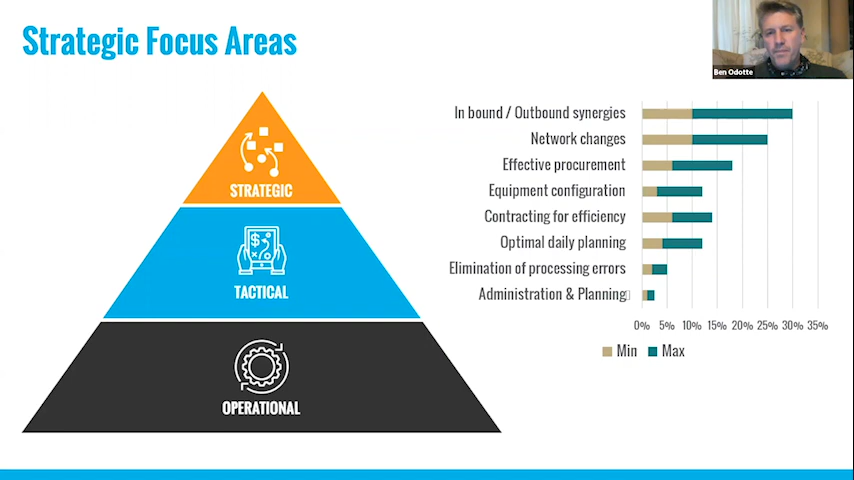 Strategic Focus Areas
Ben Odotte
STRATEGIC
TACTICAL
OPERATIONAL
In bound / Outbound synergies
Network changes
Effective procurement
Equipment configuration
Contracting for efficiency
Optimal daily planning
Elimination of processing errors
Administration & Planning
0% 5% 10% 15% 20% 25% 30% 35%
Min Max